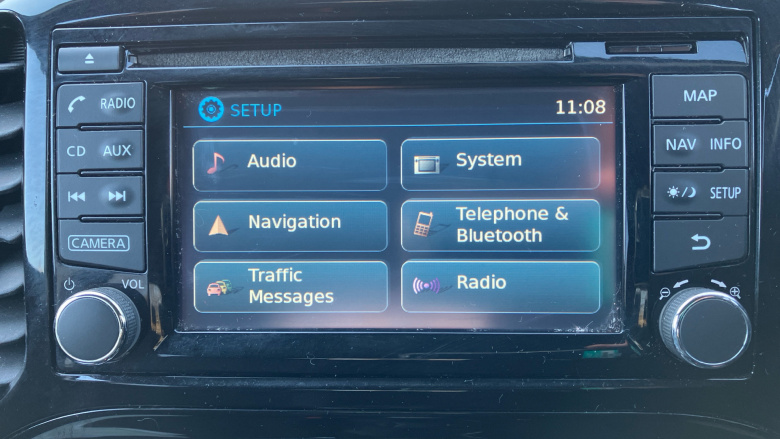 RADIO
CD AUX
CAMERA
VOL
SETUP
11:08
Audio
System
Navigation
Telephone &
Bluetooth
Traffic
Messages
Radio
MAP
NAV INFO
SETUP